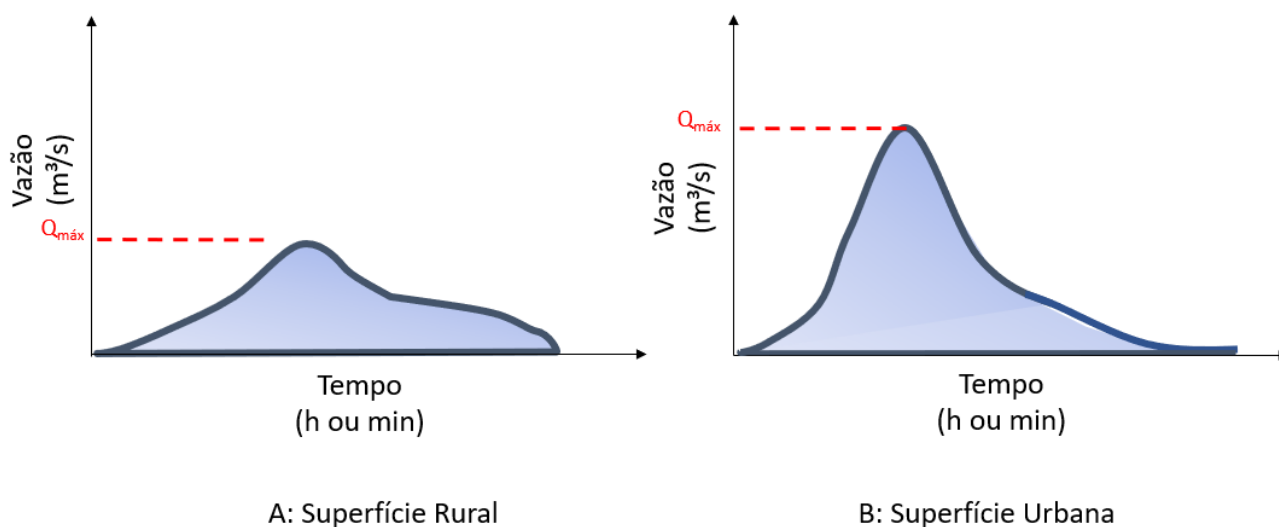 Vazão
(m³/s)
Qmáx
Tempo
(h ou min)
A: Superfície Rural
Vazão
(m³/s)
Qmáx
Tempo
(h ou min)
B: Superfície Urbana